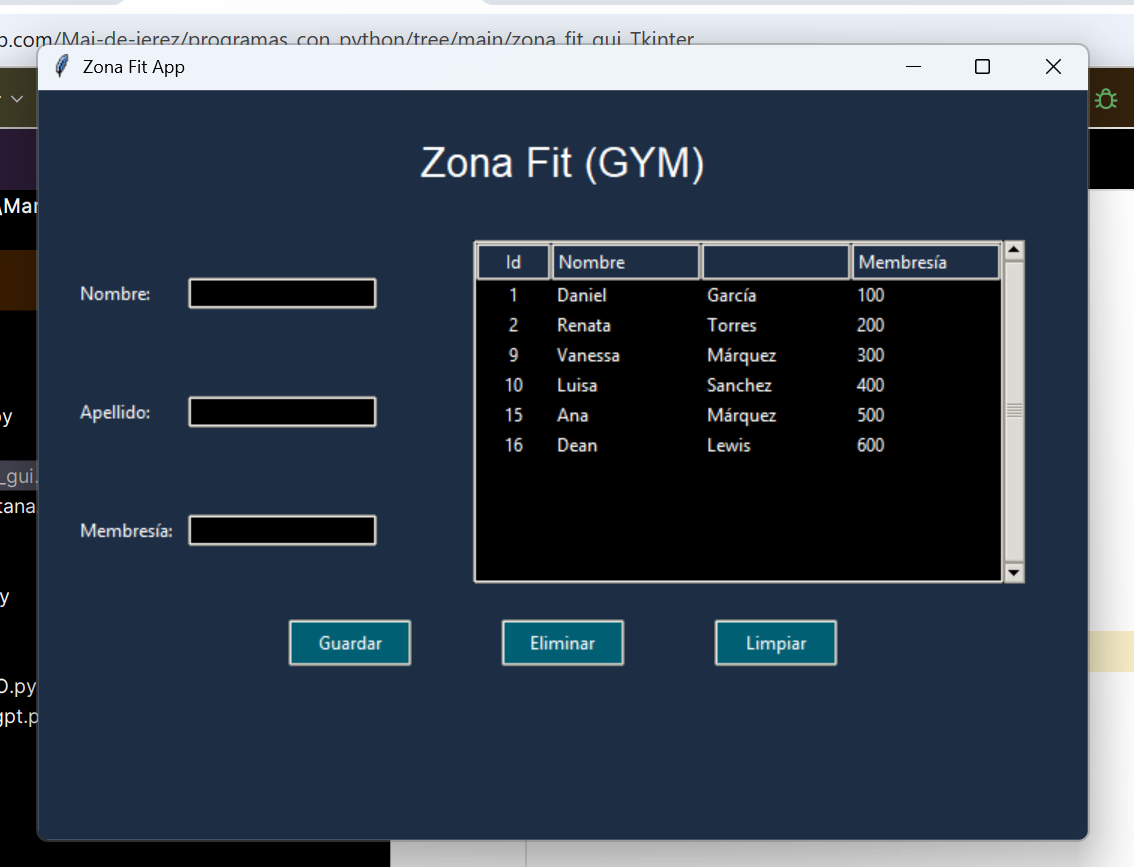 p.com/Mai-de-jerez/programas_con_python/tree/main/zona_fit_gui_Tkinter
Zona Fit App
Zona Fit (GYM)
\Mar
Id Nombre Membresía
Nombre:
1 Daniel García 100
2 Renata Torres 200
9 Vanessa Márquez 300
10 Luisa Sanchez 400
Apellido:
15 Ana Márquez 500
16 Dean Lewis 600
py
_gui.
tana
Membresía:
y
Guardar Eliminar Limpiar
O.py
gpt.p